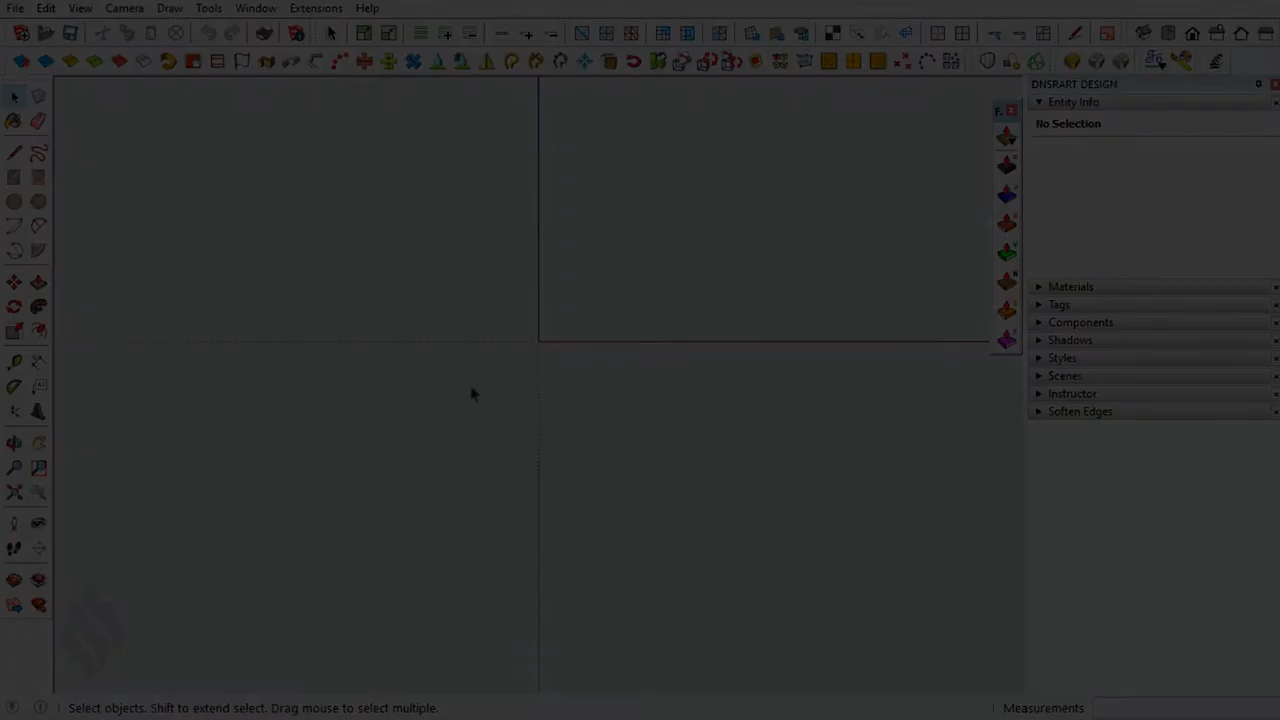 File Edit View Camera Draw Tools Window Extensions Help
DNSRART DESIGN
Entity Info
No Selection
F.
Materials
Tags
Components
Shadows
Styles
Scenes
Instructor
Soften Edges
Select objects. Shift to extend select. Drag mouse to select multiple.
Measurements